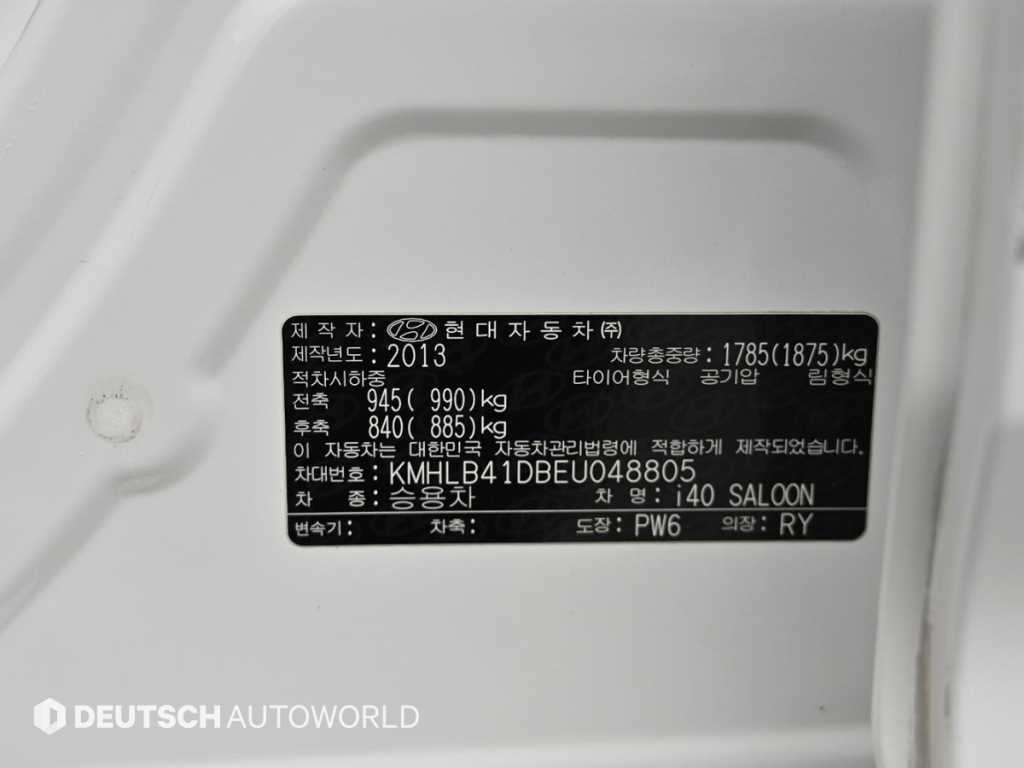 제 작 자 : 현대자동차㈜
제작년도 : 2013 차량총중량 : 1785(1875)kg
적차시하중 타이어형식 공기압 림형식
전축 945( 990)kg
후축 840( 885)kg
이 자동차는 대한민국 자동차관리법령에 적합하게 제작되었습니다.
차대번호 : KMHLB41DBEU048805
차 종 : 승용차 차 명 : i40 SALOON
변속기 : 차축 : 도장 : PW6 의장 : RY
DEUTSCH AUTOWORLD